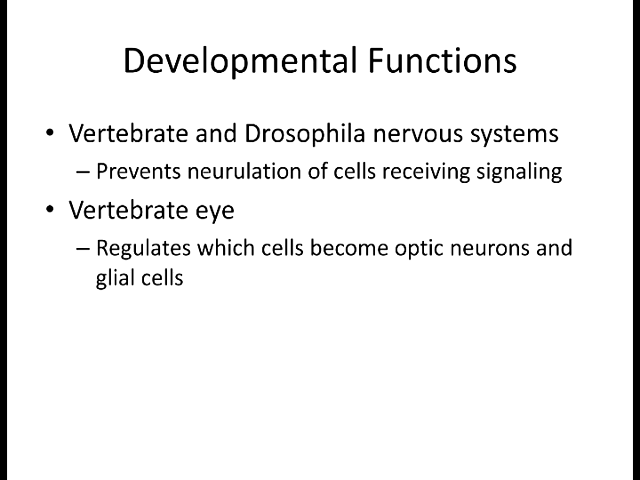 Developmental Functions
• Vertebrate and Drosophila nervous systems
– Prevents neurulation of cells receiving signaling
• Vertebrate eye
– Regulates which cells become optic neurons and
glial cells